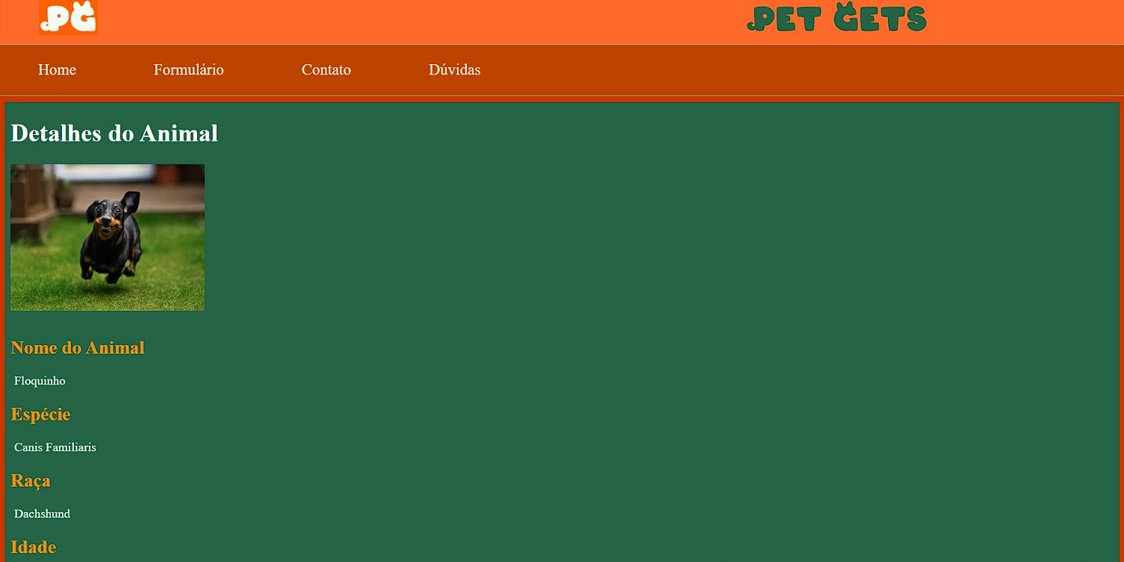 PG
PET GETS
Home
Formulário
Contato
Dúvidas
Detalhes do Animal
Nome do Animal
Floquinho
Espécie
Canis Familiaris
Raça
Dachshund
Idade